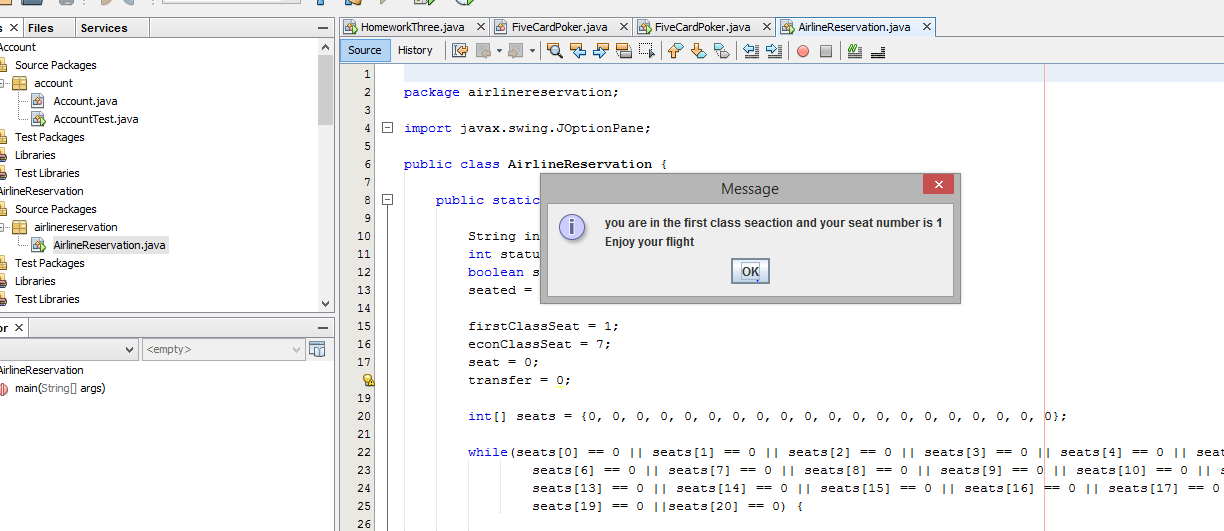 Files
Services
HomeworkThree.java
FiveCardPoker.java
FiveCardPoker.java
AirlineReservation.java
Source
History
Account
Source Packages
account
Account.java
AccountTest.java
Test Packages
Libraries
Test Libraries
AirlineReservation
Source Packages
airlinereservation
AirlineReservation.java
Test Packages
Libraries
Test Libraries
<empty>
AirlineReservation
main(String[] args)
1
2 package airlinereservation;
3
4 import javax.swing.JOptionPane;
5
6 public class AirlineReservation {
7
8 public static
9
10 String in
11 int statu
12 boolean s
13 seated =
14
15 firstClassSeat = 1;
16 econClassSeat = 7;
17 seat = 0;
transfer = 0;
19
20 int[] seats = {0, 0, 0, 0, 0, 0, 0, 0, 0, 0, 0, 0, 0, 0, 0, 0, 0, 0, 0, 0};
21
22 while(seats[0] == 0 || seats[1] == 0 || seats[2] == 0 || seats[3] == 0 || seats[4] == 0 || seat
23 seats[6] == 0 || seats[7] == 0 || seats[8] == 0 || seats[9] == 0 || seats[10] == 0 || s
24 seats[13] == 0 || seats[14] == 0 || seats[15] == 0 || seats[16] == 0 || seats[17] == 0
25 seats[19] == 0 ||seats[20] == 0) {
26
Message
you are in the first class seaction and your seat number is 1
Enjoy your flight
OK